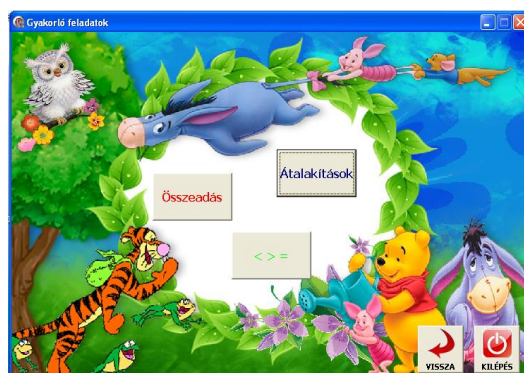 Gyakorló feladatok
Átalakítások
Összeadás
< > =
VISSZA
KILÉPÉS